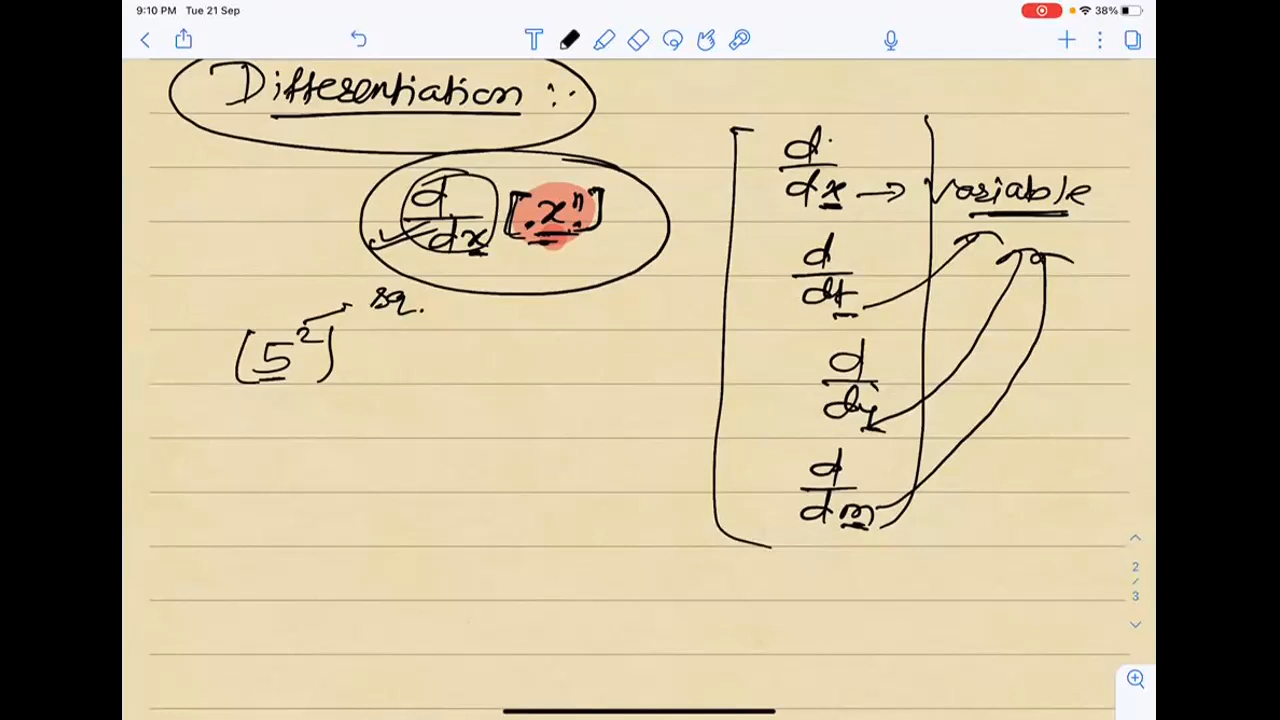 9:10 PM Tue 21 Sep
38%
Differentiation :-
d/dx [x^n]
(5^2) → sq.
d/dx → variable
d/dt
d/dy
d/dm
2
/
3